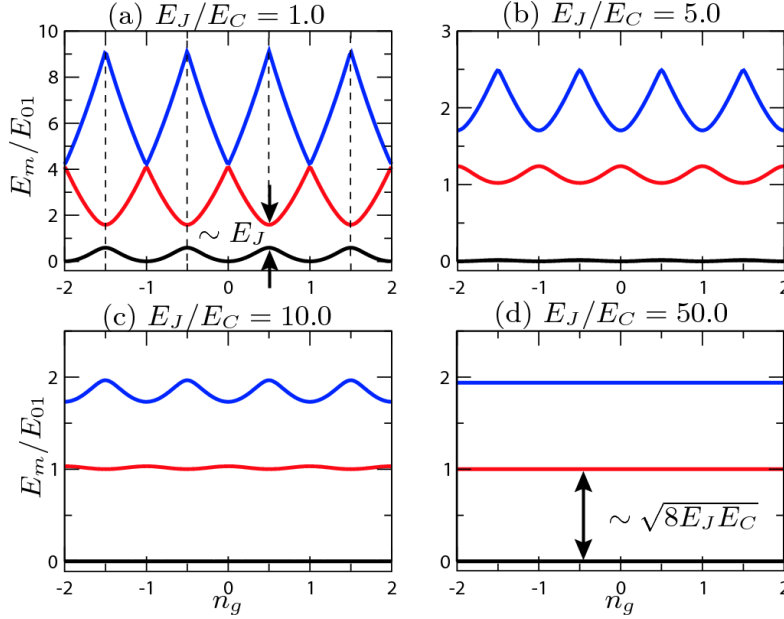 (a) E_J/E_C = 1.0
(b) E_J/E_C = 5.0
E_m/E_01
10
8
6
4
2
0
∼ E_J
-2 -1 0 1 2
3
2
1
0
-2 -1 0 1 2
(c) E_J/E_C = 10.0
(d) E_J/E_C = 50.0
E_m/E_01
2
1
0
-2 -1 0 1 2
n_g
2
1
0
∼ √8E_JE_C
-2 -1 0 1 2
n_g